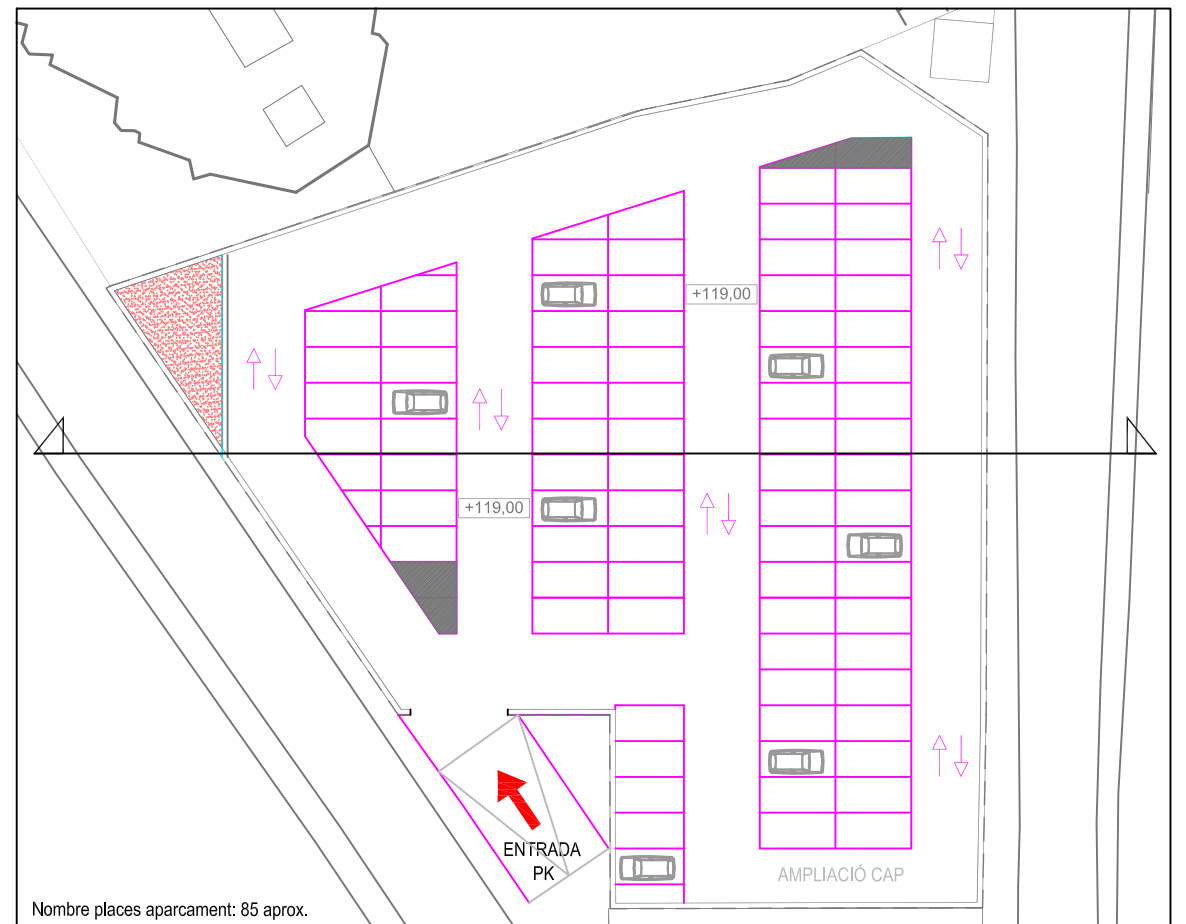 +119,00
+119,00
ENTRADA
PK
AMPLIACIÓ CAP
Nombre places aparcament: 85 aprox.